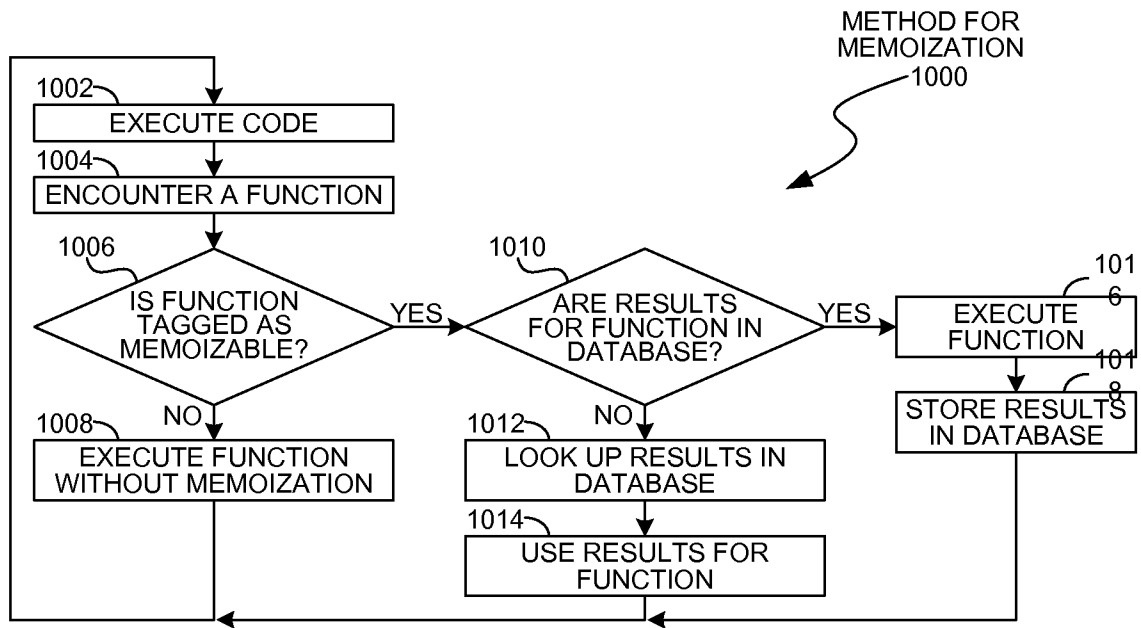 METHOD FOR
MEMOIZATION
1000
1002
EXECUTE CODE
1004
ENCOUNTER A FUNCTION
1006
IS FUNCTION
TAGGED AS
MEMOIZABLE?
YES
NO
1008
EXECUTE FUNCTION
WITHOUT MEMOIZATION
1010
ARE RESULTS
FOR FUNCTION IN
DATABASE?
YES
NO
1012
LOOK UP RESULTS IN
DATABASE
1014
USE RESULTS FOR
FUNCTION
101
6
EXECUTE
FUNCTION
101
8
STORE RESULTS
IN DATABASE